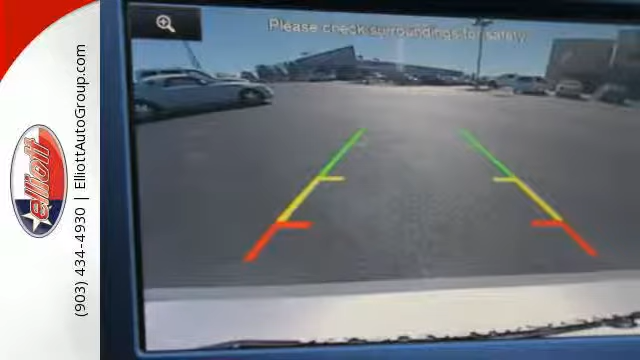 Please check surroundings for safety.
elliott
(903) 434-4930 | ElliottAutoGroup.com